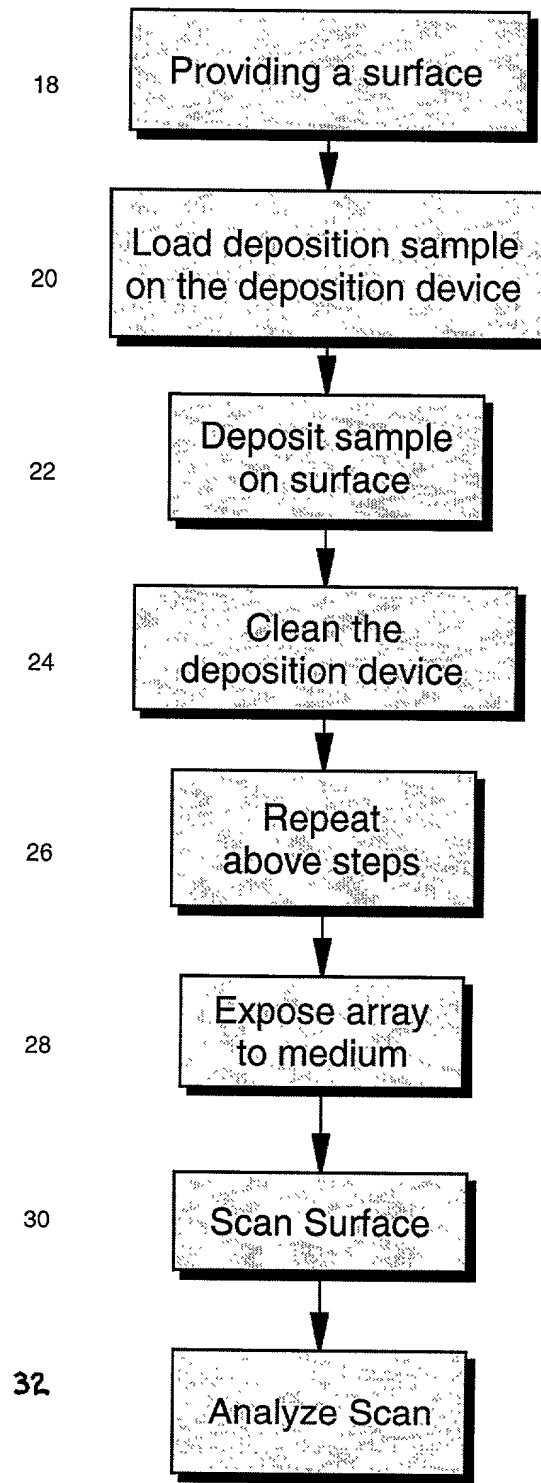 18
Providing a surface
20
Load deposition sample
on the deposition device
22
Deposit sample
on surface
24
Clean the
deposition device
26
Repeat
above steps
28
Expose array
to medium
30
Scan Surface
32
Analyze Scan